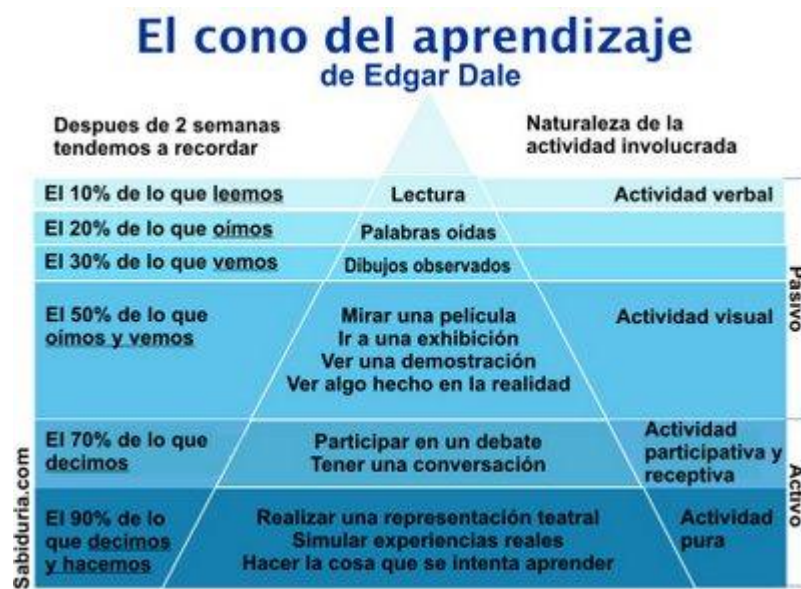 El cono del aprendizaje
de Edgar Dale
Despues de 2 semanas
tendemos a recordar
Naturaleza de la
actividad involucrada
El 10% de lo que leemos
Lectura
Actividad verbal
El 20% de lo que oímos
Palabras oídas
El 30% de lo que vemos
Dibujos observados
El 50% de lo que
oímos y vemos
Mirar una película
Ir a una exhibición
Ver una demostración
Ver algo hecho en la realidad
Actividad visual
Pasivo
El 70% de lo que
decimos
Participar en un debate
Tener una conversación
Actividad
participativa y
receptiva
El 90% de lo
que decimos
y hacemos
Realizar una representación teatral
Simular experiencias reales
Hacer la cosa que se intenta aprender
Actividad
pura
Activo
Sabiduria.com